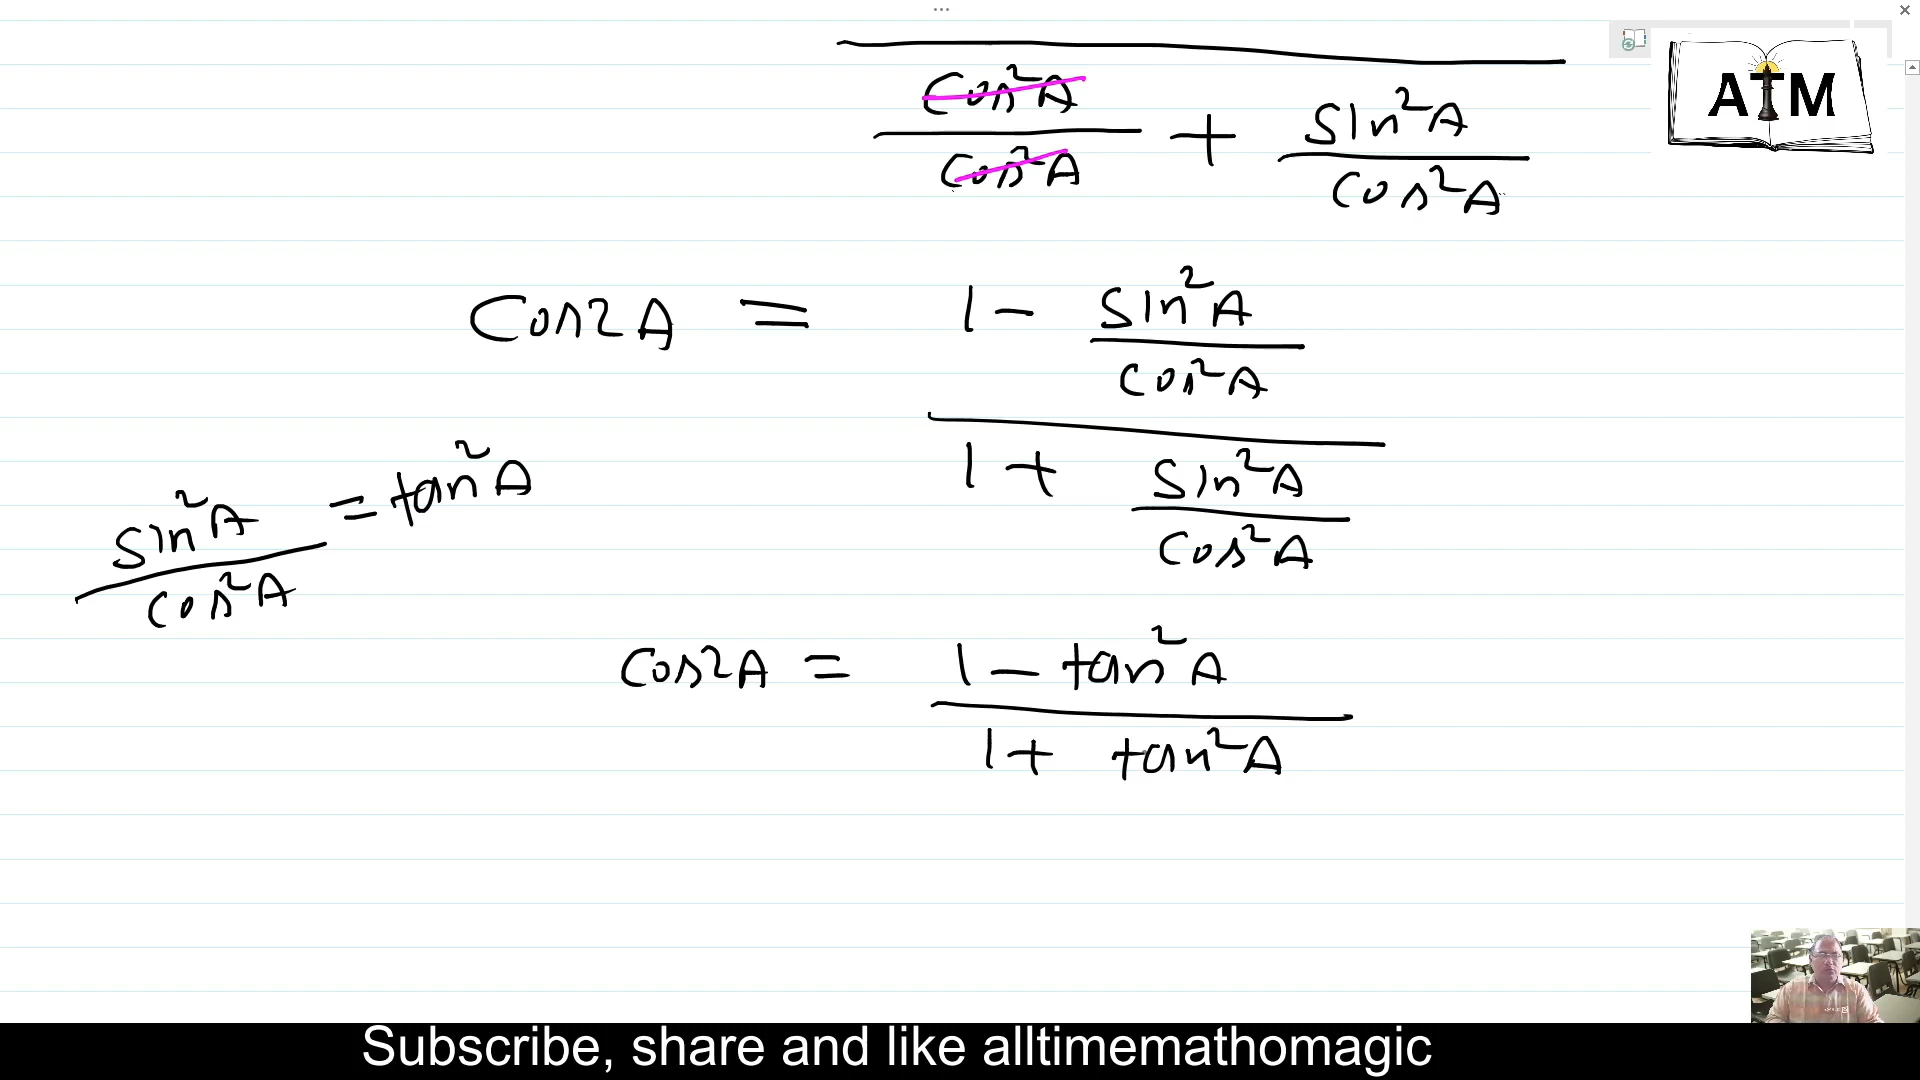 ATM
cos²A/cos²A + sin²A/cos²A
cos2A = (1 - sin²A/cos²A)/(1 + sin²A/cos²A)
sin²A/cos²A = tan²A
cos2A = (1 - tan²A)/(1 + tan²A)
Subscribe, share and like alltimemathomagic